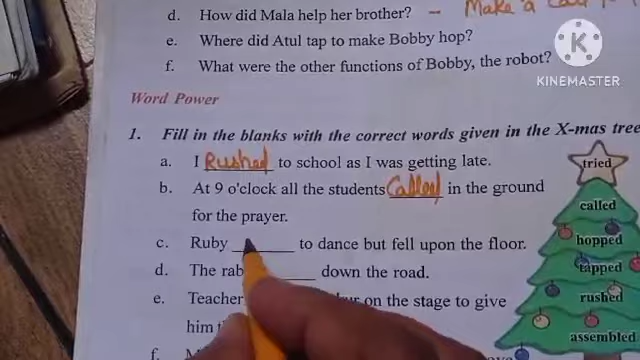 d. How did Mala help her brother? – Make a
e. Where did Atul tap to make Bobby hop?
f. What were the other functions of Bobby, the robot?
KINEMASTER
Word Power
1. Fill in the blanks with the correct words given in the X-mas tree
a. I Rushed to school as I was getting late.
tried
b. At 9 o'clock all the students Called in the ground
called
for the prayer.
hopped
c. Ruby ______ to dance but fell upon the floor.
tapped
d. The rab ______ down the road.
rushed
e. Teacher on the stage to give
him
assembled
f.